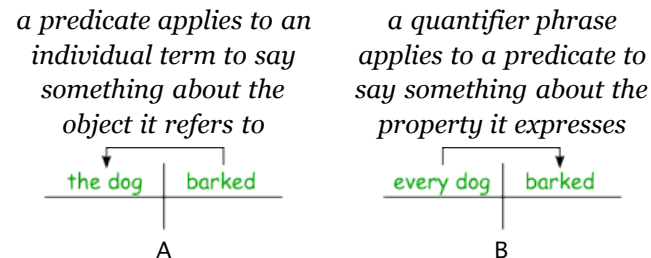 a predicate applies to an
individual term to say
something about the
object it refers to
the dog barked
A
a quantifier phrase
applies to a predicate to
say something about the
property it expresses
every dog barked
B